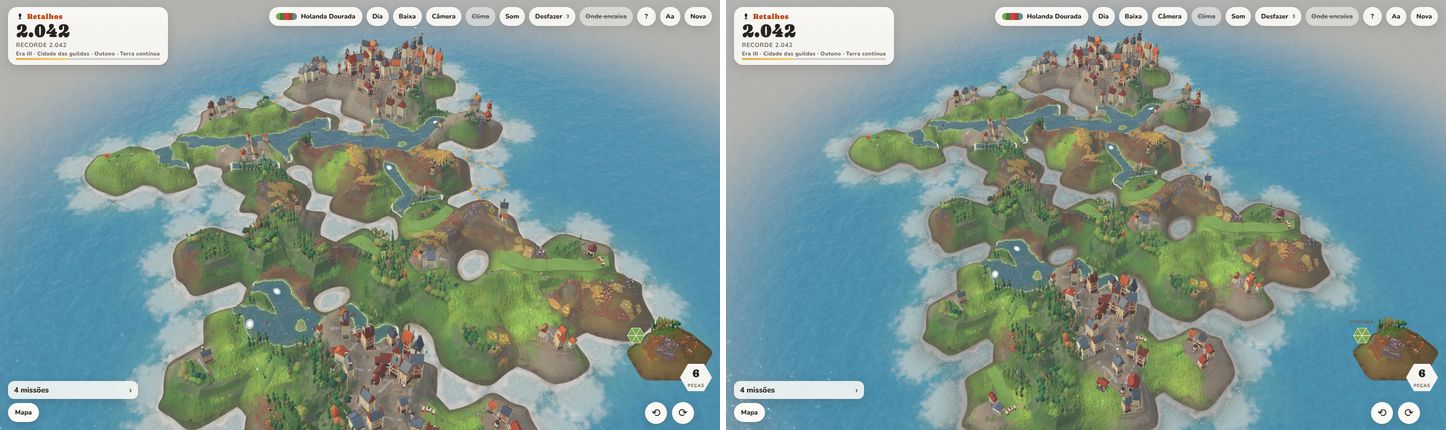 Retalhos
2.042
RECORDE 2.042
Era III · Cidade das guildas · Outono · Terra contínua
Holanda Dourada
Dia
Baixa
Câmera
Clima
Som
Desfazer 3
Onde encaixa
?
Aa
Nova
4 missões ›
Mapa
6
PEÇAS
Retalhos
2.042
RECORDE 2.042
Era III · Cidade das guildas · Outono · Terra contínua
Holanda Dourada
Dia
Baixa
Câmera
Clima
Som
Desfazer 3
Onde encaixa
?
Aa
Nova
4 missões ›
Mapa
6
PEÇAS